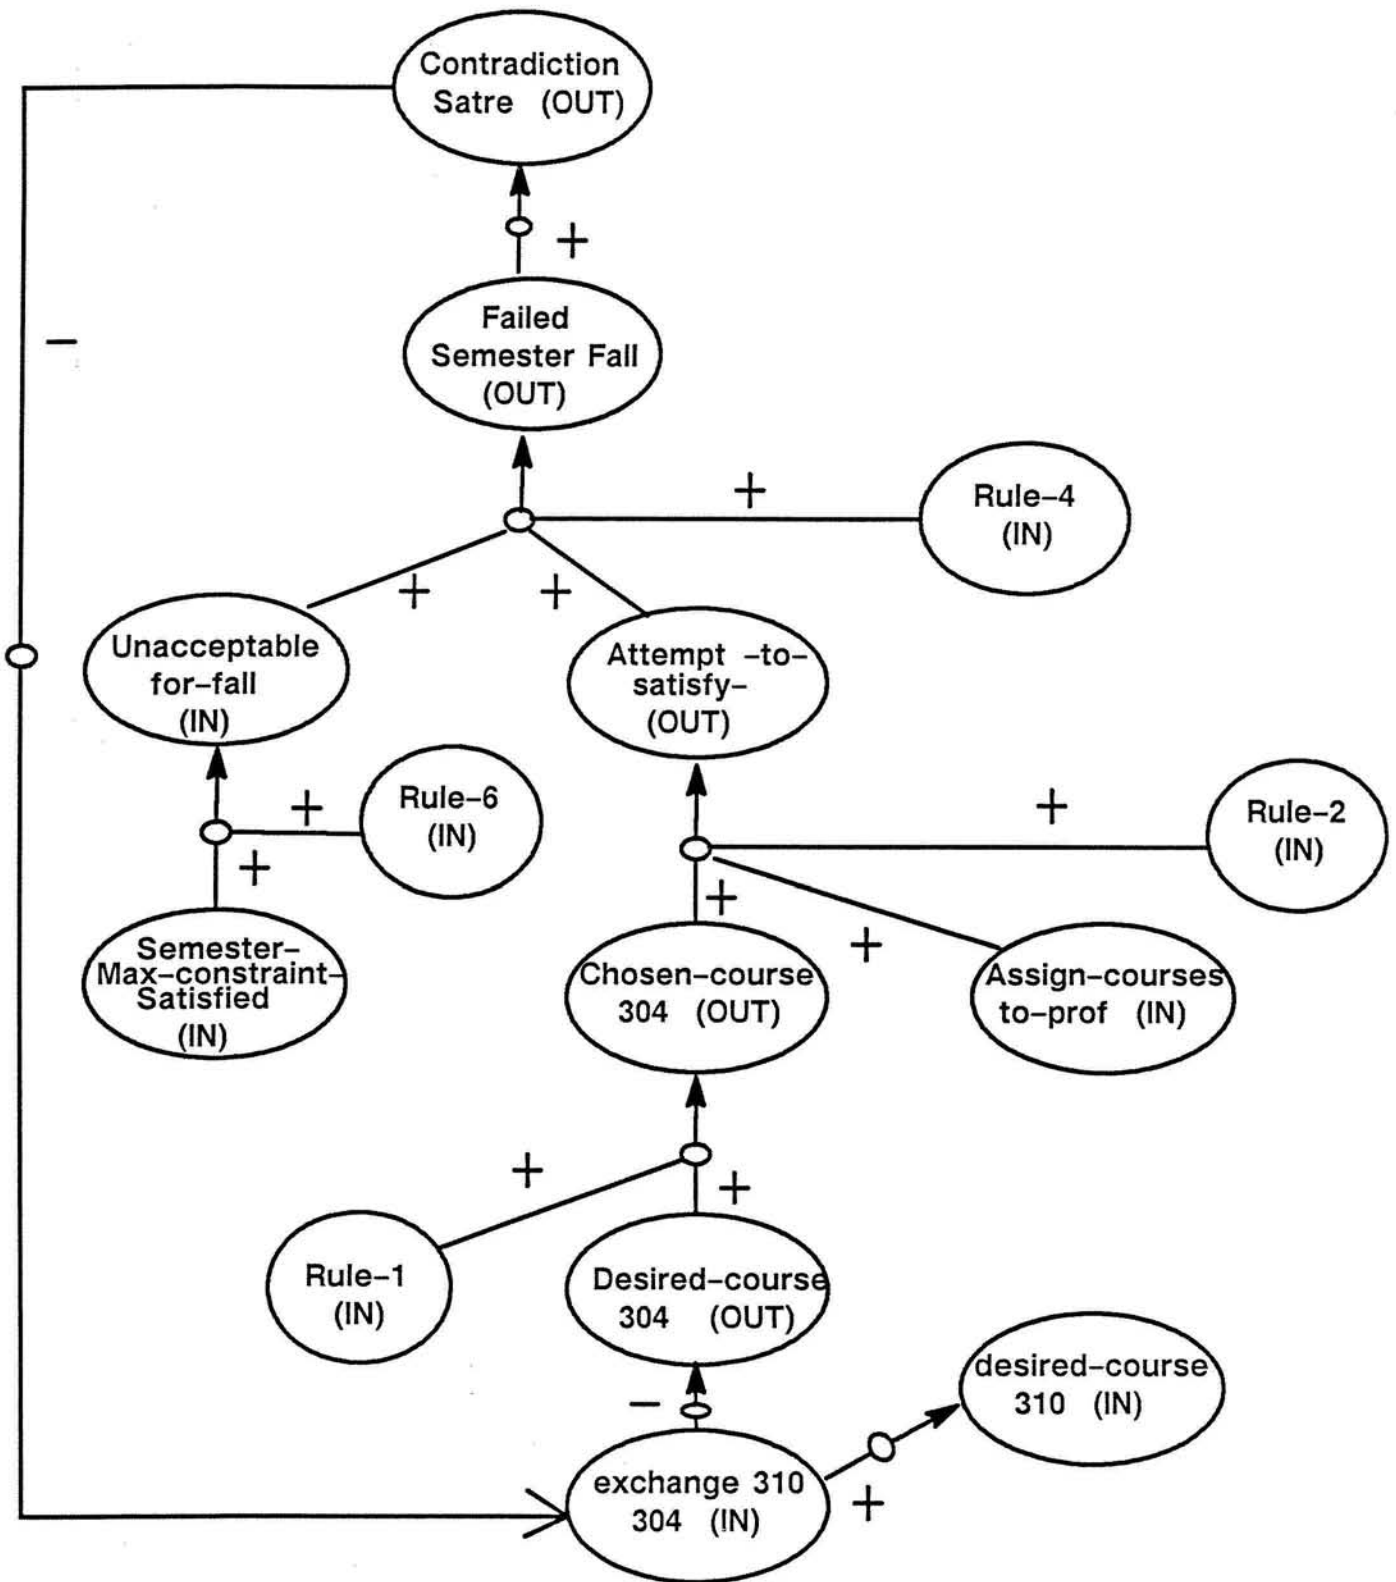 Contradiction
Satre (OUT)
+
Failed
Semester Fall
(OUT)
−
+
Rule−4
(IN)
+
+
Unacceptable
for−fall
(IN)
Attempt −to−
satisfy−
(OUT)
+
Rule−6
(IN)
+
Rule−2
(IN)
+
+
+
Semester−
Max−constraint−
Satisfied
(IN)
Chosen−course
304 (OUT)
Assign−courses
to−prof (IN)
+
+
Rule−1
(IN)
Desired−course
304 (OUT)
−
desired−course
310 (IN)
exchange 310
304 (IN)
+